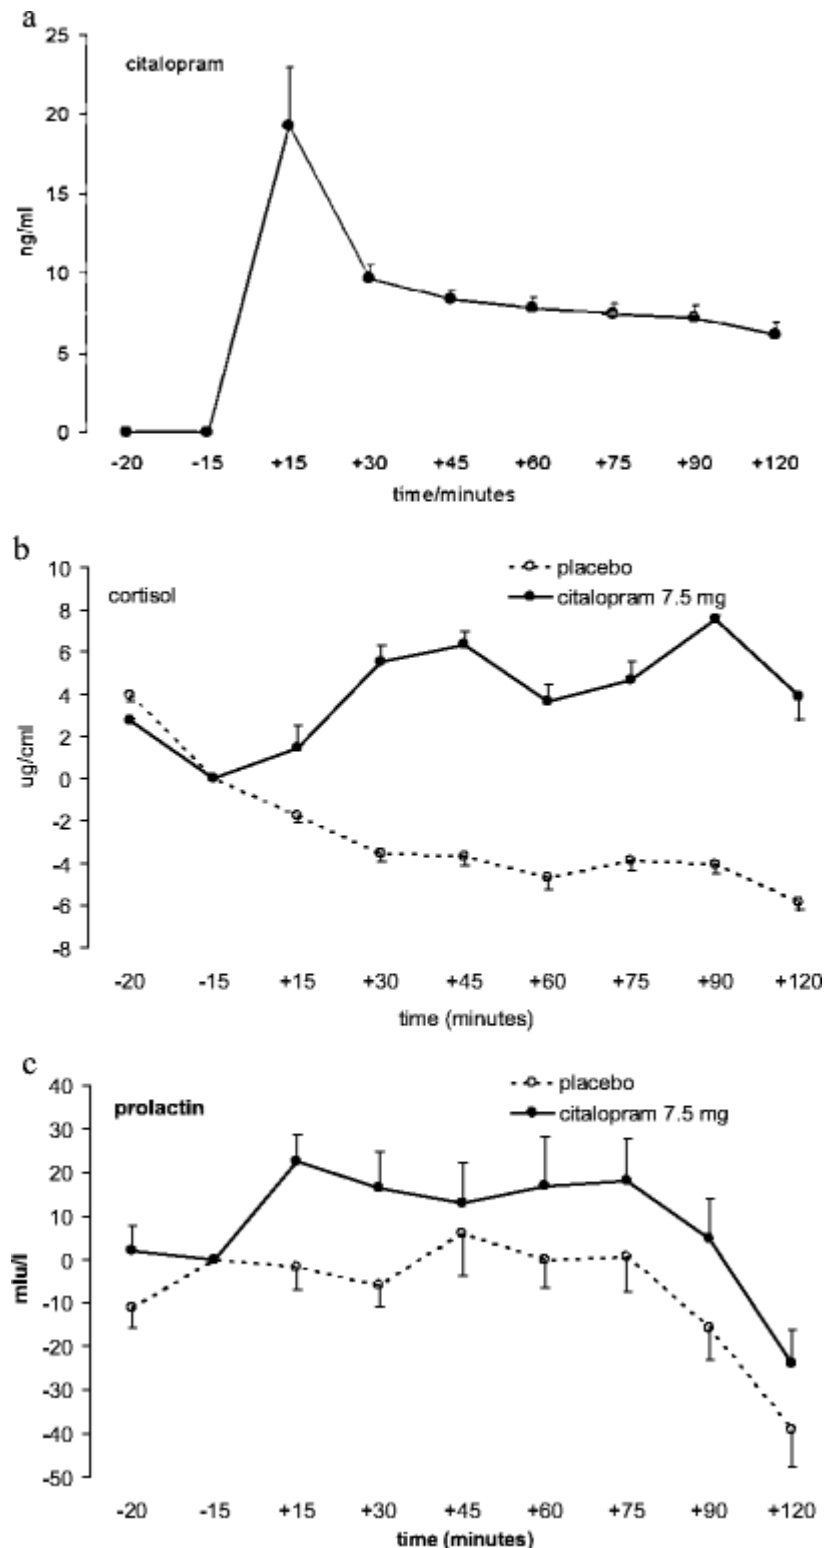 a
25
citalopram
20
15
ng/ml
10
5
0
-20 -15 +15 +30 +45 +60 +75 +90 +120
time/minutes
b
10
placebo
cortisol
citalopram 7.5 mg
8
6
4
2
ug/cml
0
-2
-4
-6
-8
-20 -15 +15 +30 +45 +60 +75 +90 +120
time (minutes)
c
40
placebo
prolactin
citalopram 7.5 mg
30
20
10
0
mIu/l
-10
-20
-30
-40
-50
-20 -15 +15 +30 +45 +60 +75 +90 +120
time (minutes)